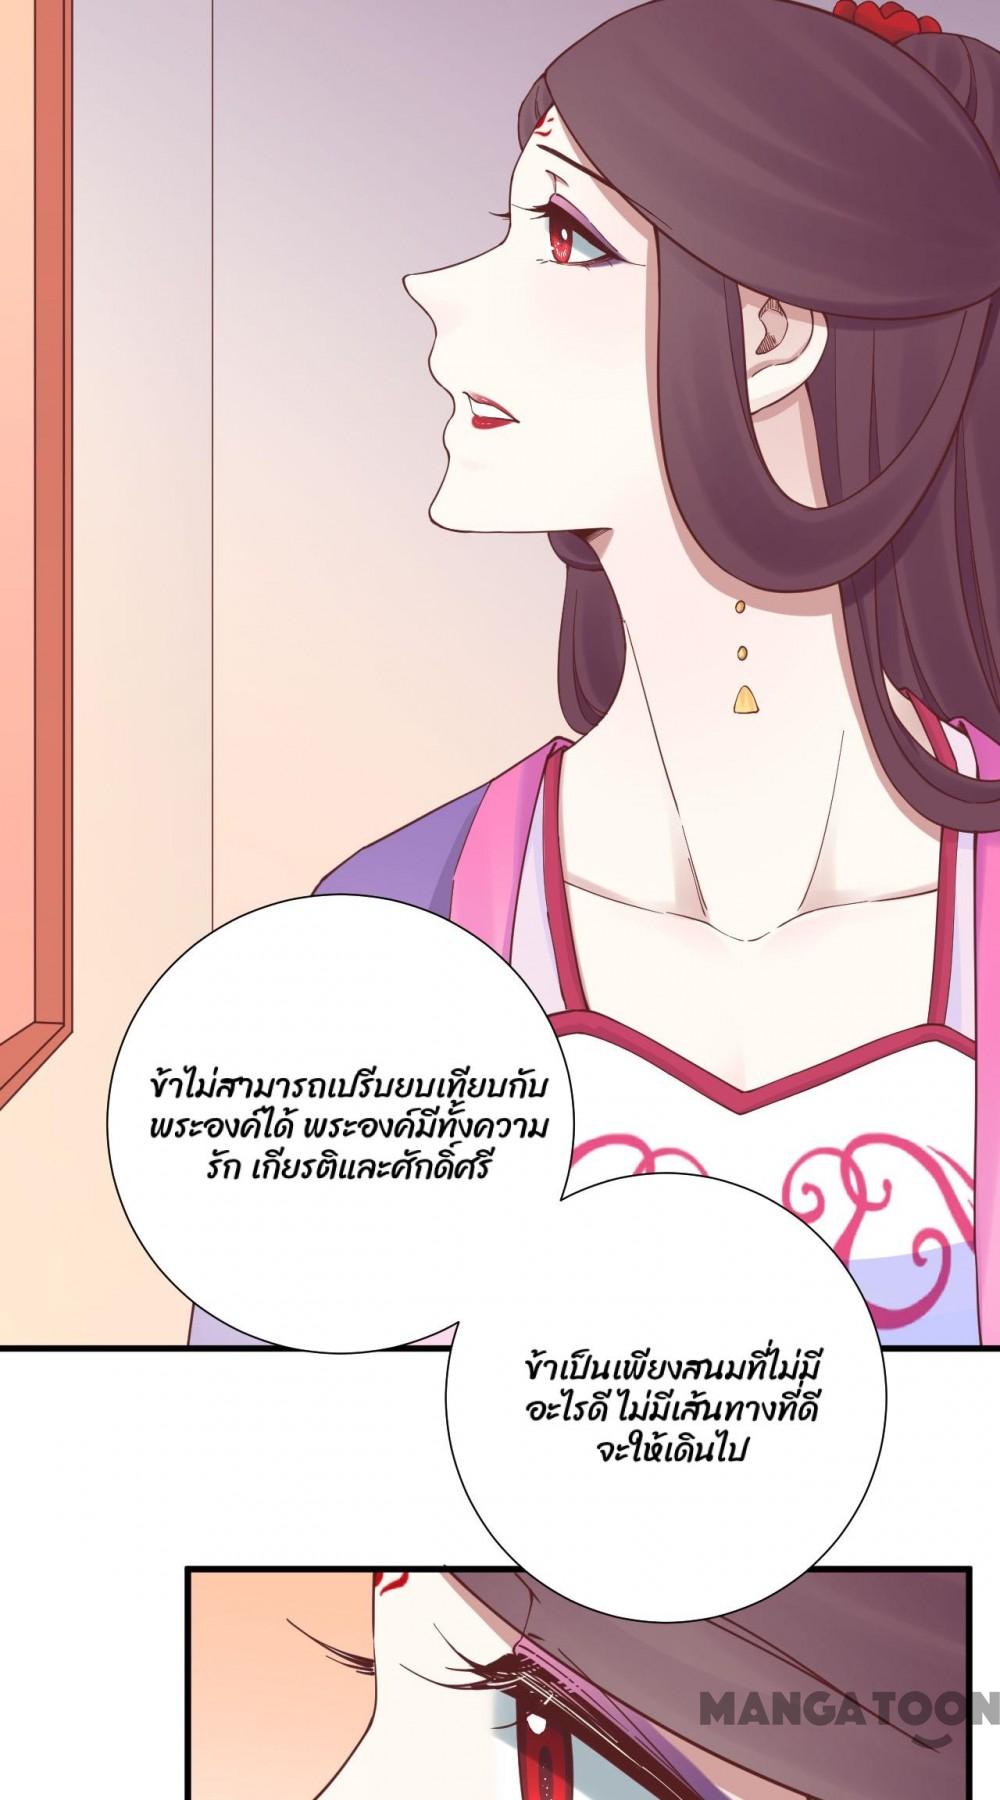 ข้าไม่สามารถเปรีบยบเทียบกับ
พระองค์ได้ พระองค์มีทั้งความ
รัก เกียรติและศักดิ์ศรี
ข้าเป็นเพียงสนมที่ไม่มี
อะไรดี ไม่มีเส้นทางที่ดี
จะให้เดินไป
MANGATOON